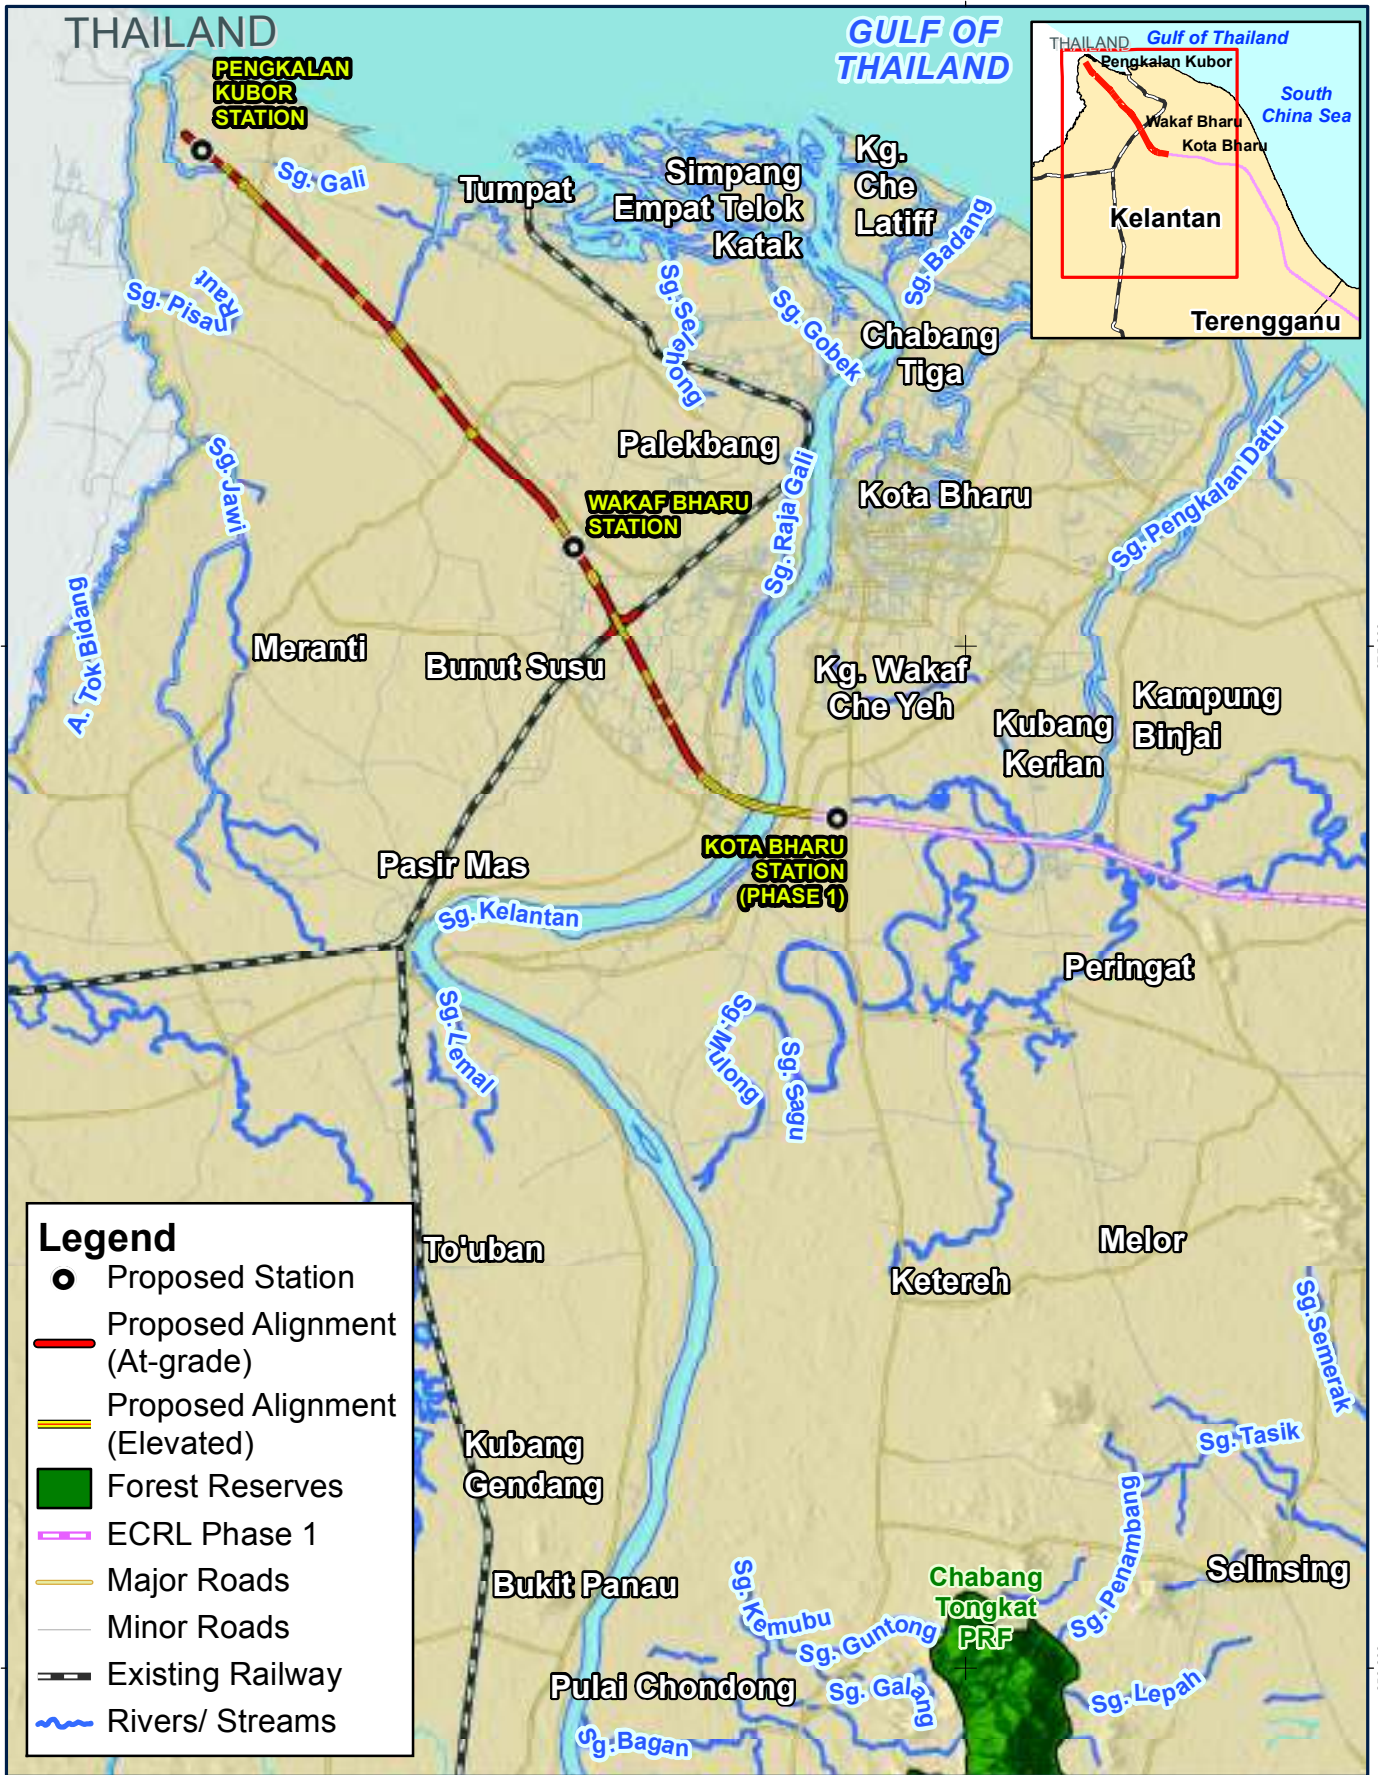 THAILAND
GULF OF
THAILAND
PENGKALAN
KUBOR
STATION
Sg. Gali
Tumpat
Simpang
Empat Telok
Katak
Kg.
Che
Latiff
Sg. Badang
THAILAND
Gulf of Thailand
Pengkalan Kubor
South
China Sea
Wakaf Bharu
Kota Bharu
Kelantan
Terengganu
Sg. Pisau
Raut
Sg. Selehong
Sg. Gobek
Chabang
Tiga
Sg. Jawi
Palekbang
Sg. Raja Gali
Kota Bharu
Sg. Pengkalan Datu
WAKAF BHARU
STATION
A. Tok Bidang
Meranti
Bunut Susu
Kg. Wakaf
Che Yeh
Kubang
Kerian
Kampung
Binjai
KOTA BHARU
STATION
(PHASE 1)
Pasir Mas
Sg. Kelantan
Peringat
Sg. Lemal
Sg. Mulong
Sg. Sagu
To'uban
Melor
Ketereh
Sg. Semerak
Sg. Tasik
Kubang
Gendang
Sg. Penambang
Selinsing
Bukit Panau
Chabang
Tongkat
PRF
Sg. Kemubu
Sg. Guntong
Pulai Chondong
Sg. Galang
Sg. Lepah
Sg. Bagan
Legend
Proposed Station
Proposed Alignment
(At-grade)
Proposed Alignment
(Elevated)
Forest Reserves
ECRL Phase 1
Major Roads
Minor Roads
Existing Railway
Rivers/ Streams